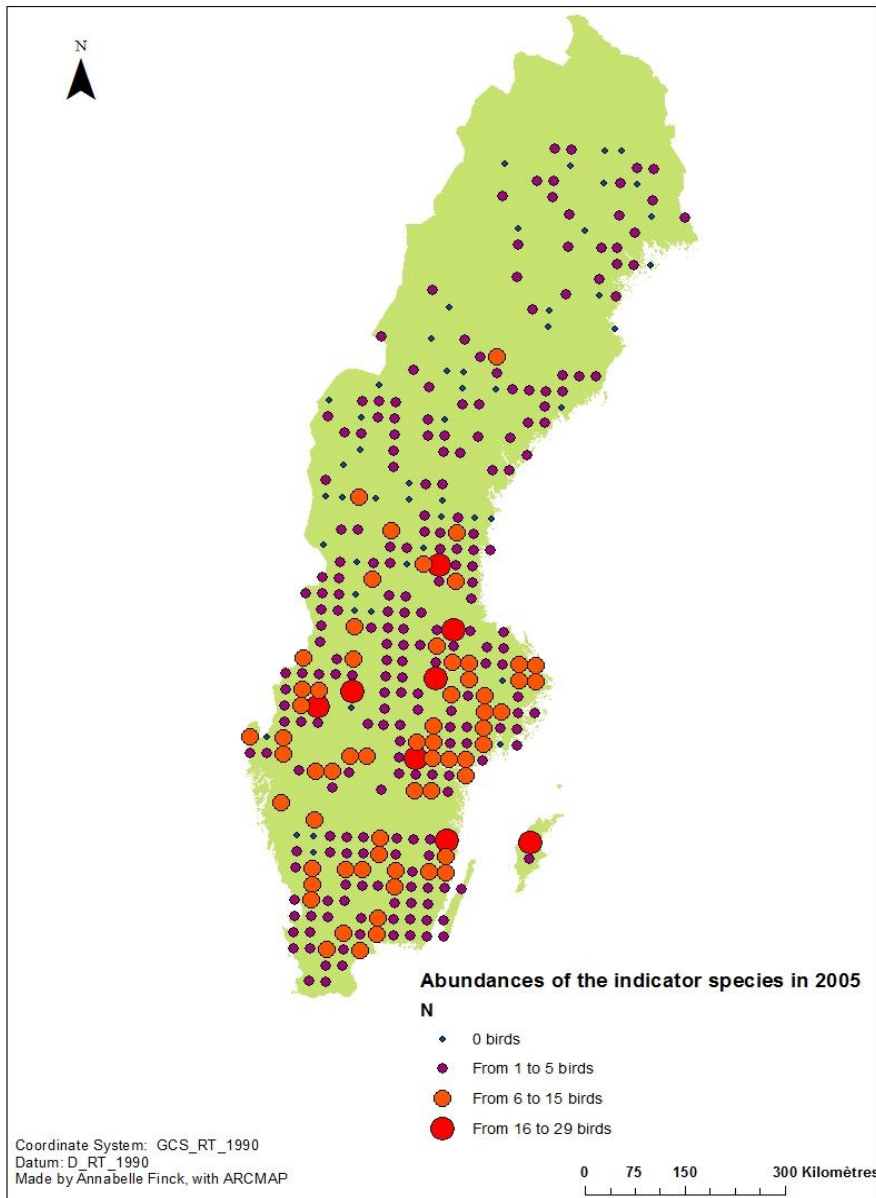 N
Abundances of the indicator species in 2005
N
0 birds
From 1 to 5 birds
From 6 to 15 birds
From 16 to 29 birds
Coordinate System: GCS_RT_1990
Datum: D_RT_1990
Made by Annabelle Finck, with ARCMAP
0 75 150 300 Kilomètres